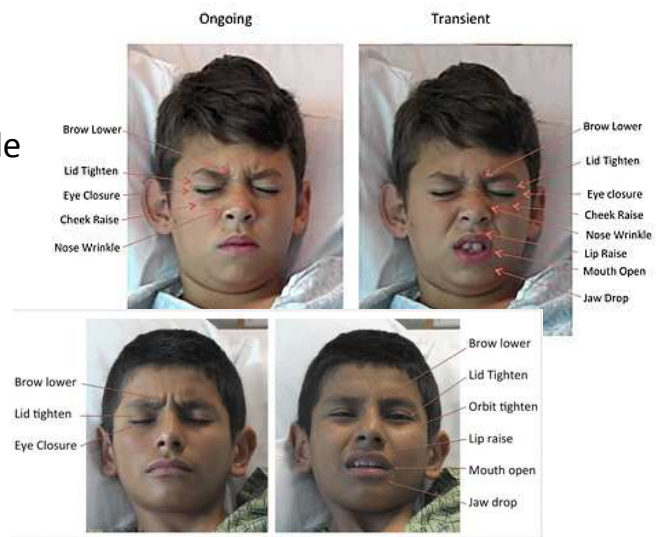 Ongoing
Transient
Brow Lower
Lid Tighten
Eye Closure
Cheek Raise
Nose Wrinkle
Brow Lower
Lid Tighten
Eye closure
Cheek Raise
Nose Wrinkle
Lip Raise
Mouth Open
Jaw Drop
Brow lower
Lid tighten
Eye Closure
Brow lower
Lid Tighten
Orbit tighten
Lip raise
Mouth open
Jaw drop